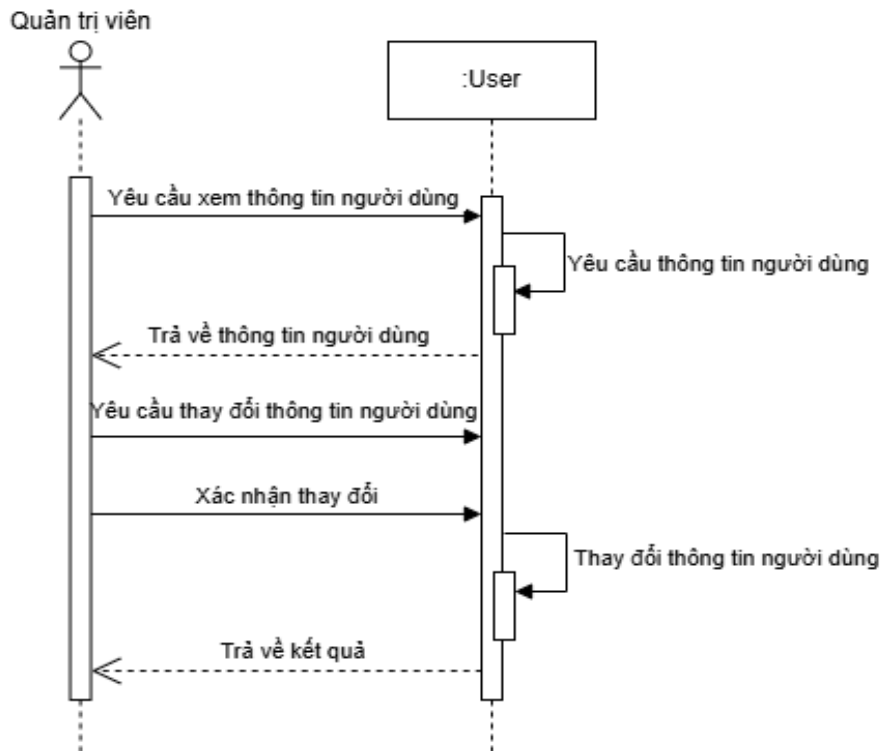 Quản trị viên
:User
Yêu cầu xem thông tin người dùng
Yêu cầu thông tin người dùng
Trả về thông tin người dùng
Yêu cầu thay đổi thông tin người dùng
Xác nhận thay đổi
Thay đổi thông tin người dùng
Trả về kết quả